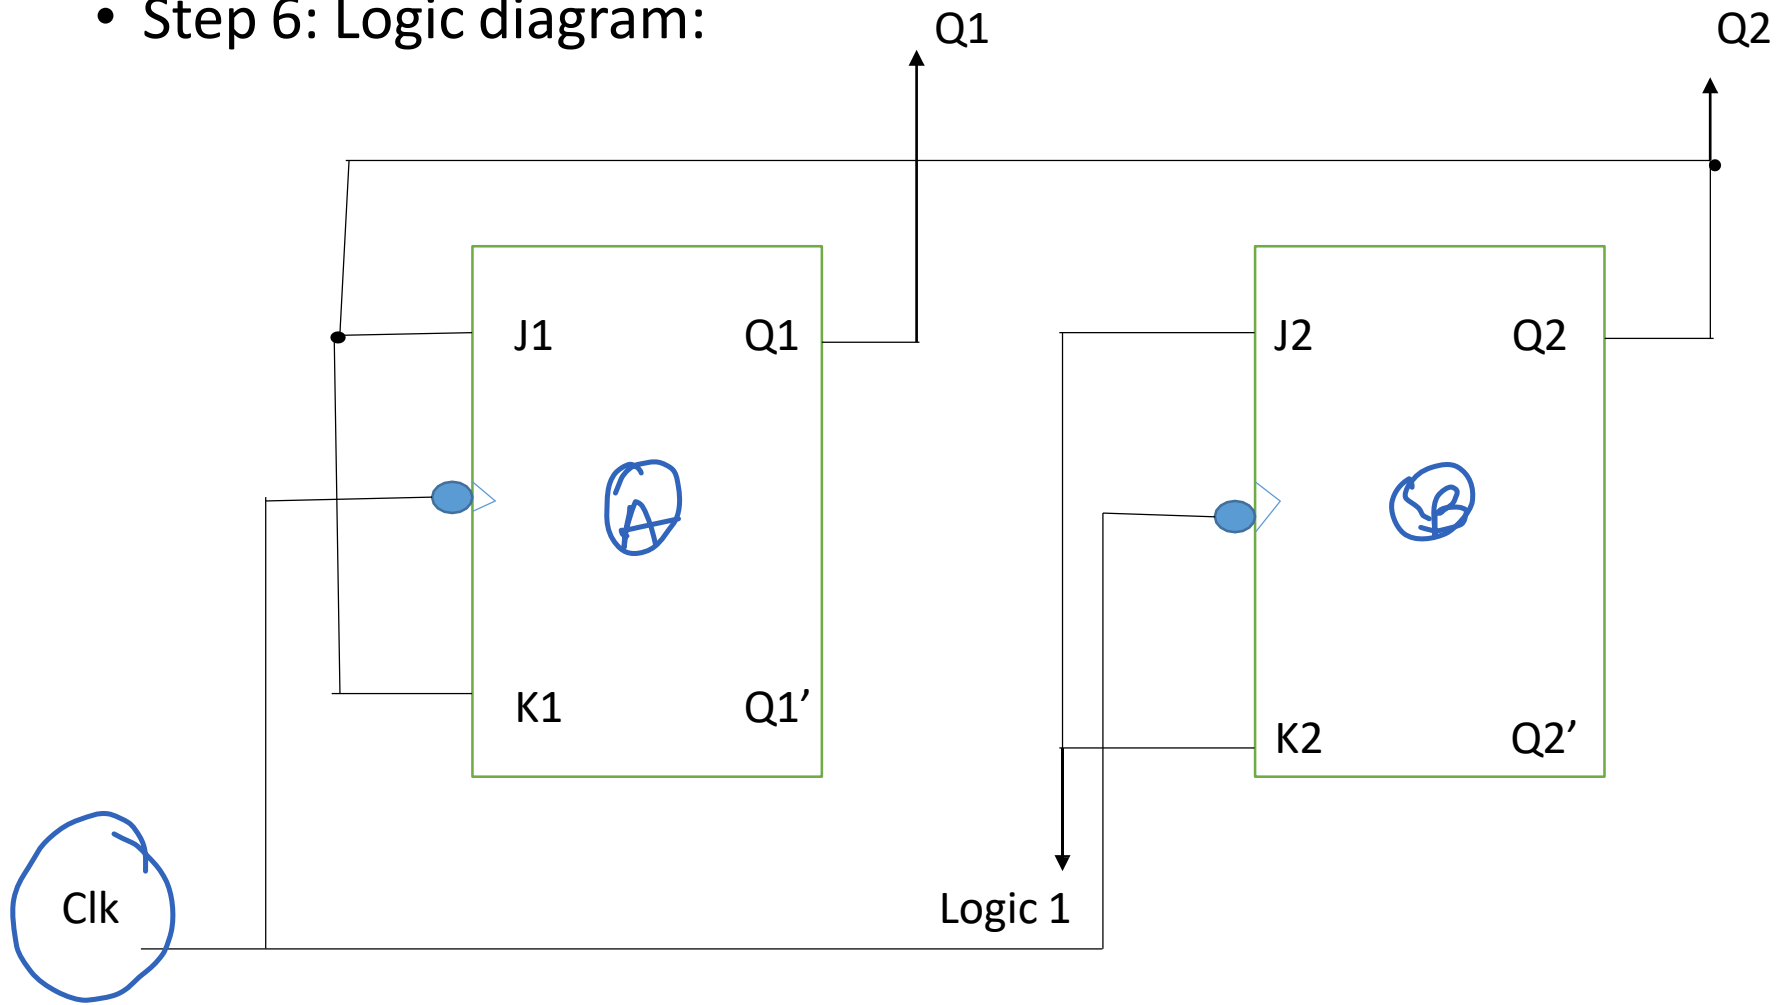 • Step 6: Logic diagram:
Q1
Q2
J1
Q1
J2
Q2
A
B
K1
Q1’
K2
Q2’
Clk
Logic 1